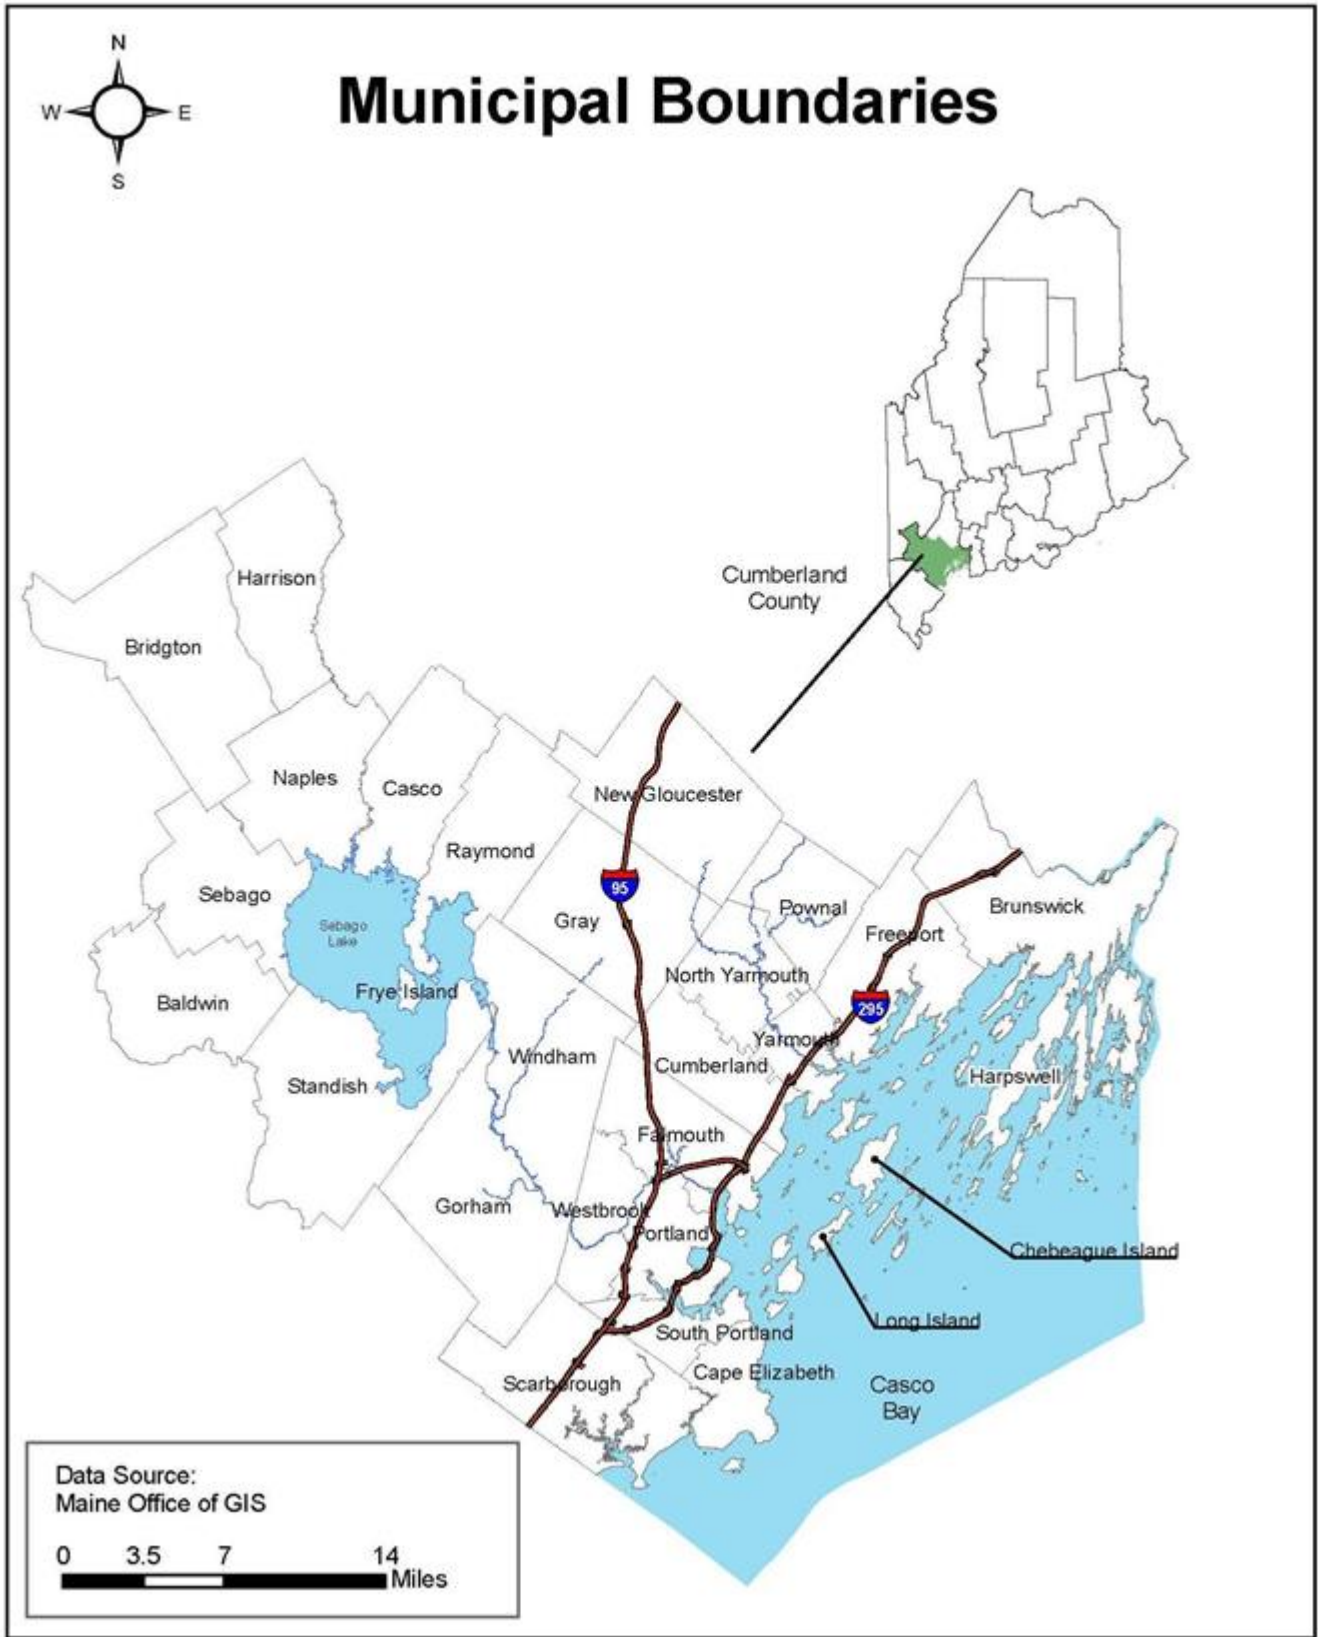 N
W
E
S
Municipal Boundaries
Cumberland
County
Harrison
Bridgton
Naples
Casco
New Gloucester
Raymond
95
Sebago
Pownal
Brunswick
Gray
Sebago
Lake
Freeport
North Yarmouth
Frye Island
Baldwin
295
Yarmouth
Windham
Cumberland
Harpswell
Standish
Falmouth
Gorham
Westbrook
Portland
Chebeague Island
Long Island
South Portland
Cape Elizabeth
Scarborough
Casco
Bay
Data Source:
Maine Office of GIS
0 3.5 7 14
Miles